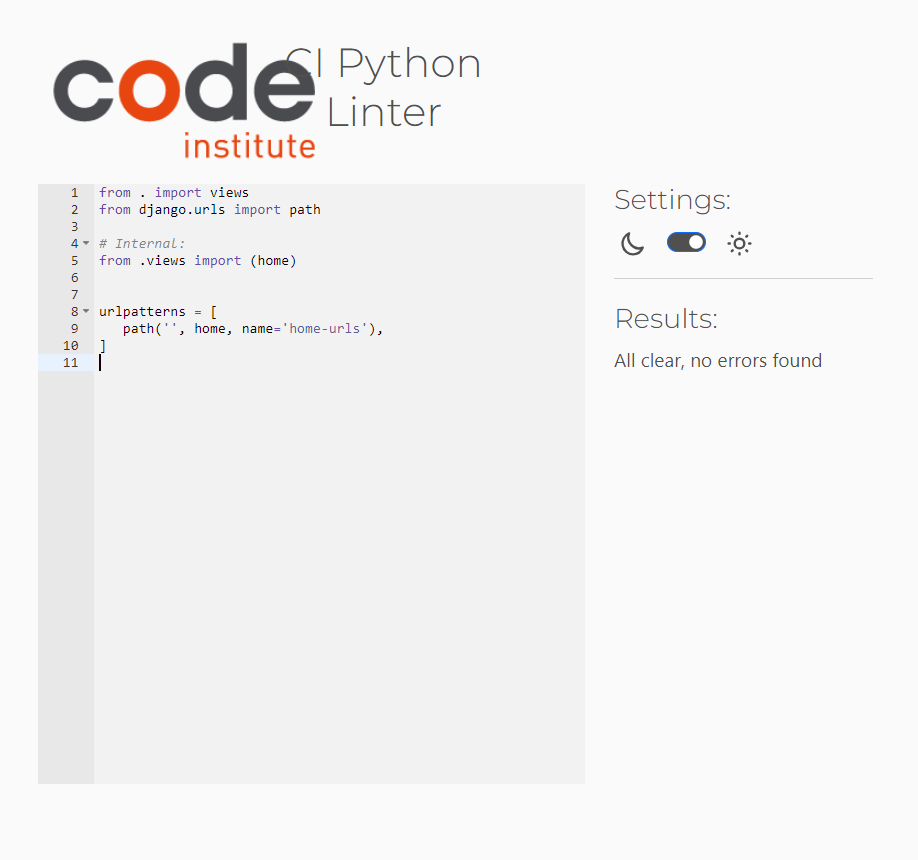 code
institute
CI Python
Linter
1 from . import views
2 from django.urls import path
3
4 # Internal:
5 from .views import (home)
6
7
8 urlpatterns = [
9    path('', home, name='home-urls'),
10 ]
11
Settings:
Results:
All clear, no errors found